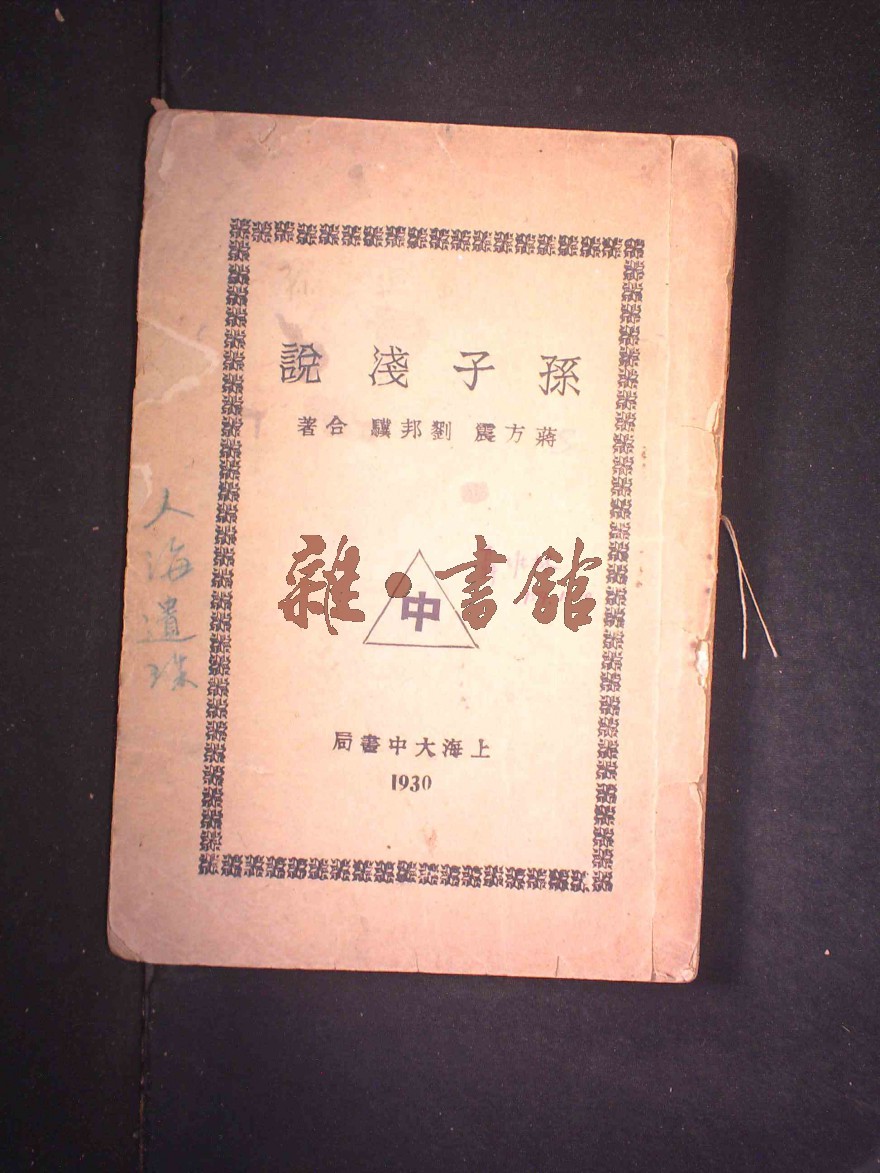 孫子淺說
蔣方震 劉邦驥 合著
雜·書館
中
上海大中書局
1930
人海遺珠